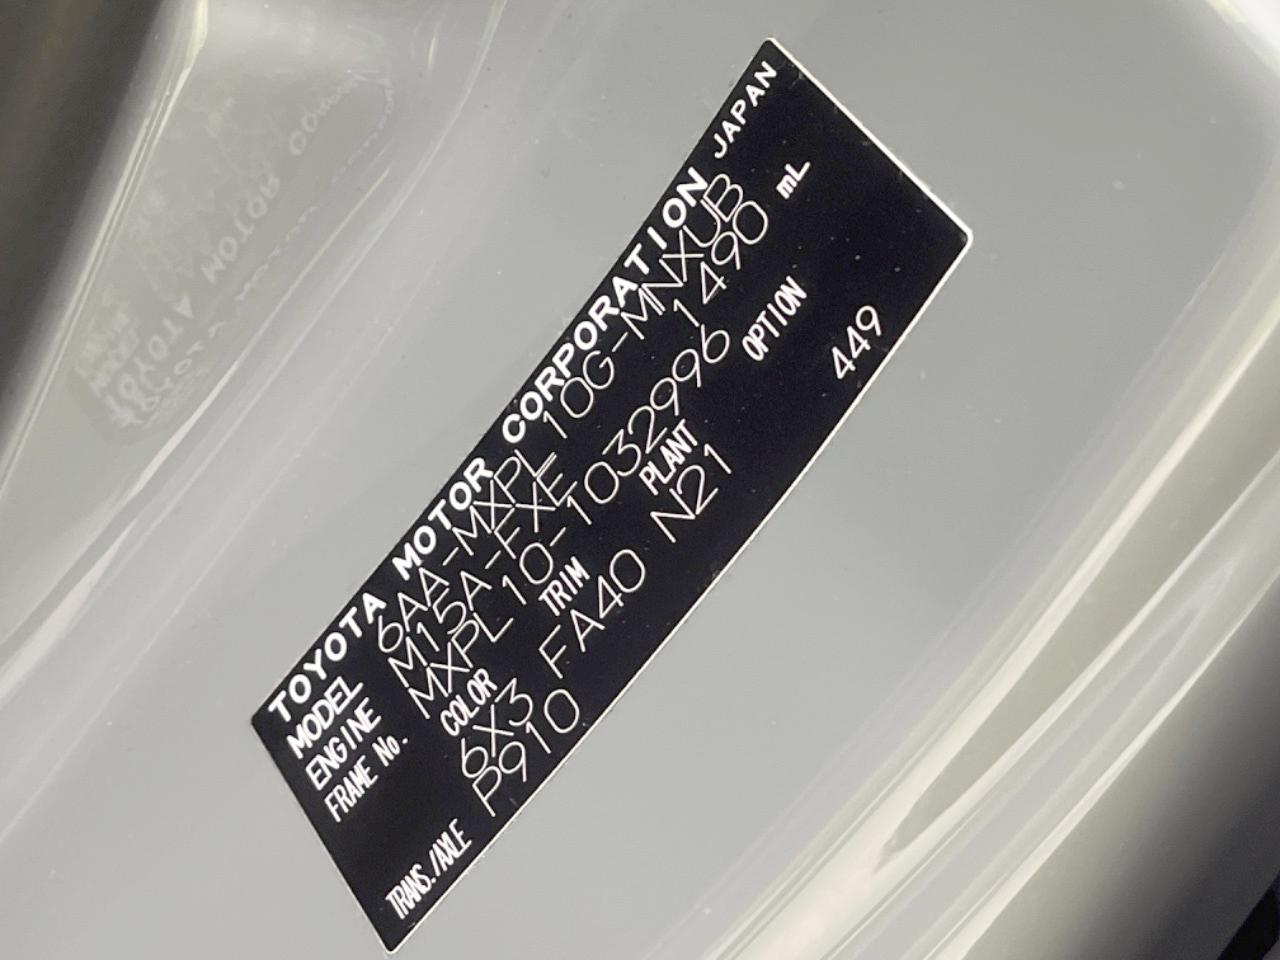 TOYOTA MOTOR CORPORATION JAPAN
MODEL 6AA-MXPL10G-MNXUB
ENGINE M15A-FXE 1490 mL
FRAME No. MXPL10-1032996
COLOR TRIM PLANT OPTION
6X3 FA40 N21 449
TRANS./AXLE P910